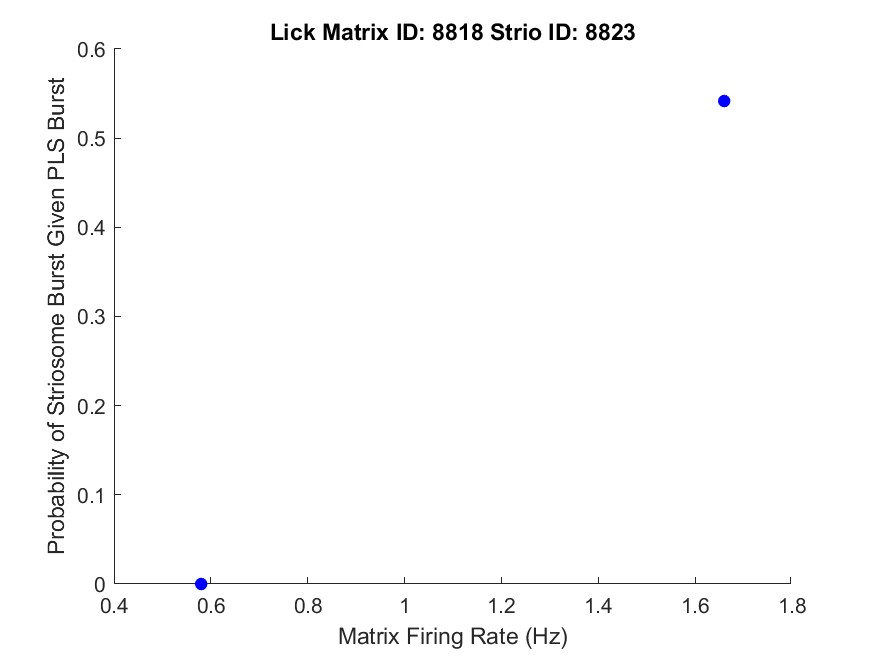 Lick Matrix ID: 8818 Strio ID: 8823
Probability of Striosome Burst Given PLS Burst
0.6
0.5
0.4
0.3
0.2
0.1
0
0.4 0.6 0.8 1 1.2 1.4 1.6 1.8
Matrix Firing Rate (Hz)